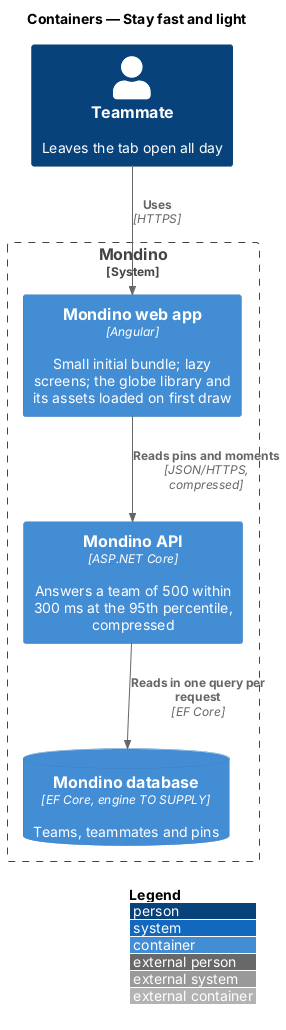 Containers — Stay fast and light
Teammate
Leaves the tab open all day
Uses
[HTTPS]
Mondino
[System]
Mondino web app
[Angular]
Small initial bundle; lazy
screens; the globe library and
its assets loaded on first draw
Reads pins and moments
[JSON/HTTPS,
compressed]
Mondino API
[ASP.NET Core]
Answers a team of 500 within
300 ms at the 95th percentile,
compressed
Reads in one query per
request
[EF Core]
Mondino database
[EF Core, engine TO SUPPLY]
Teams, teammates and pins
Legend
person
system
container
external person
external system
external container